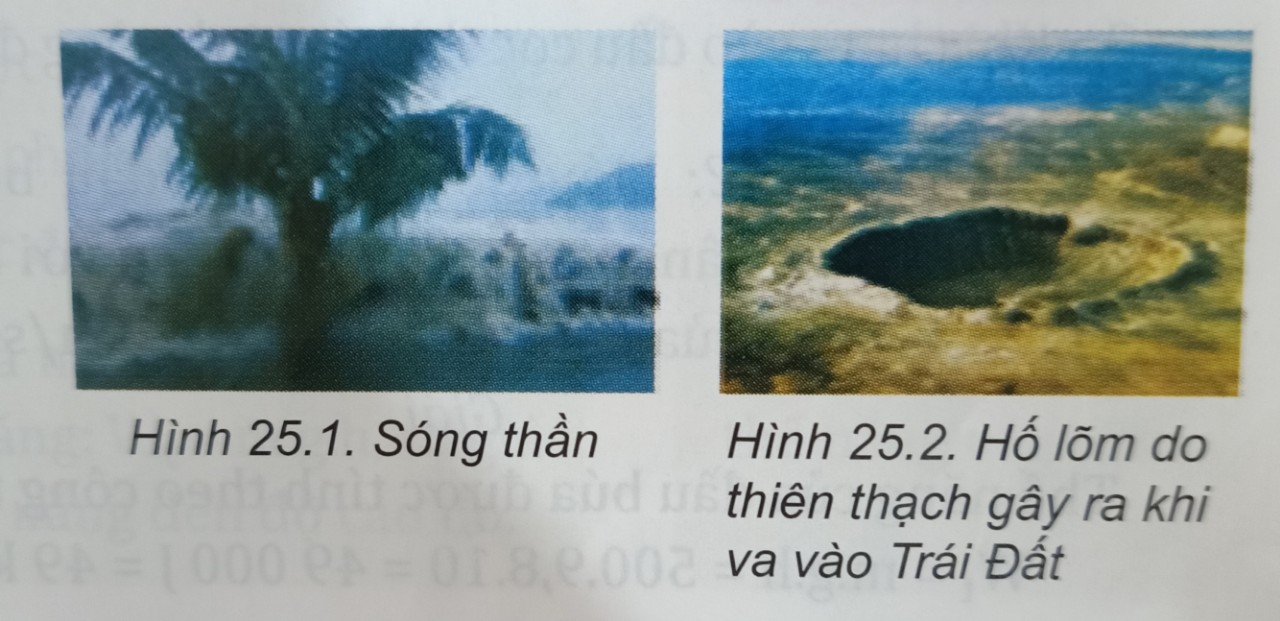 Hình 25.1. Sóng thần
Hình 25.2. Hố lõm do
thiên thạch gây ra khi
va vào Trái Đất